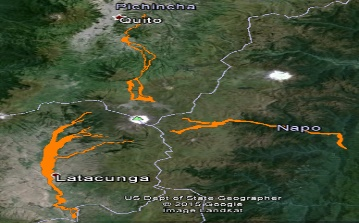 Pichincha
Quito
Napo
Latacunga
US Dept of State Geographer
© 2015 Google
Image Landsat